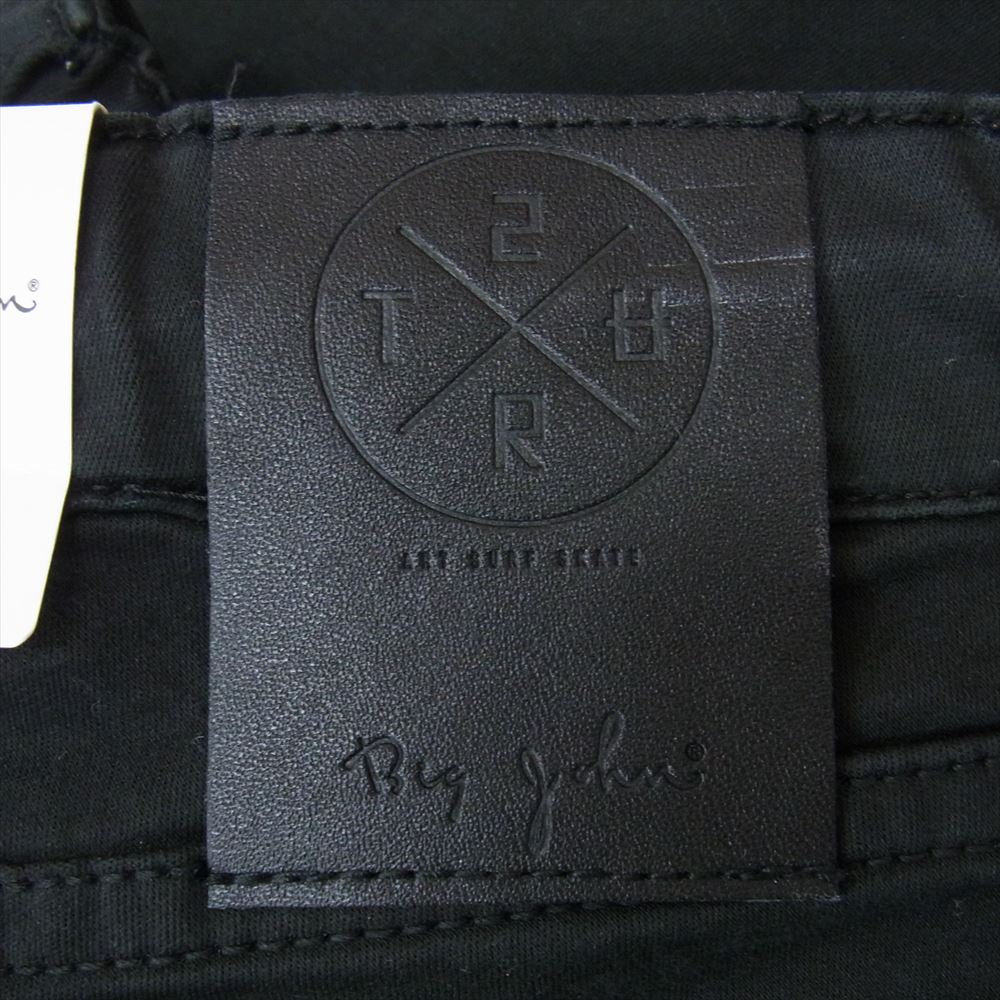 2
T R
R
ART SURF SKATE
Big John®
n®